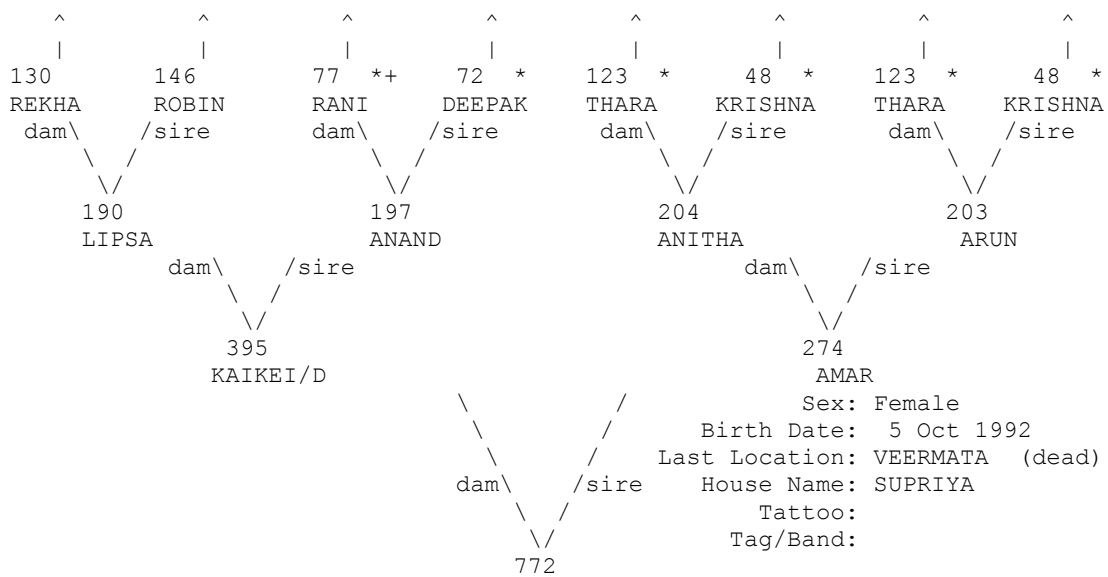 ^ ^ ^ ^ ^ ^ ^ ^
| | | | | | | |
130 146 77 *+ 72 * 123 * 48 * 123 * 48 *
REKHA ROBIN RANI DEEPAK THARA KRISHNA THARA KRISHNA
dam\ /sire dam\ /sire dam\ /sire dam\ /sire
\ / \ / \ / \ /
\/ \/ \/ \/
190 197 204 203
LIPSA ANAND ANITHA ARUN
dam\ /sire dam\ /sire
\ / \ /
\/ \/
395 274
KAIKEI/D AMAR
\ / Sex: Female
\ / Birth Date: 5 Oct 1992
\ / Last Location: VEERMATA (dead)
dam\ /sire House Name: SUPRIYA
\ / Tattoo:
\/ Tag/Band:
772